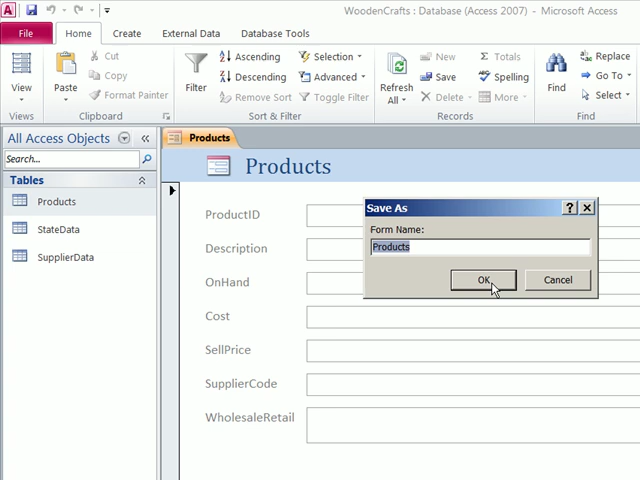 WoodenCrafts : Database (Access 2007) - Microsoft Access
File Home Create External Data Database Tools
View
Views
Paste
Cut
Copy
Format Painter
Clipboard
Filter
Ascending
Descending
Remove Sort
Selection
Advanced
Toggle Filter
Sort & Filter
Refresh
All
New
Save
Delete
Totals
Spelling
More
Records
Find
Replace
Go To
Select
Find
All Access Objects
Search...
Tables
Products
StateData
SupplierData
Products
Products
ProductID
Description
OnHand
Cost
SellPrice
SupplierCode
WholesaleRetail
Save As
Form Name:
Products
OK Cancel